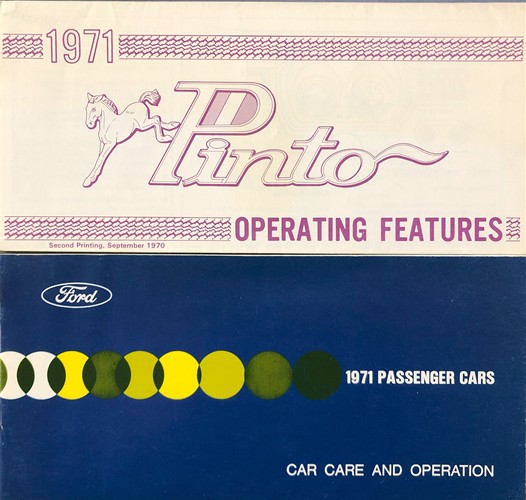 1971
Pinto
OPERATING FEATURES
Second Printing, September 1970
Ford
1971 PASSENGER CARS
CAR CARE AND OPERATION